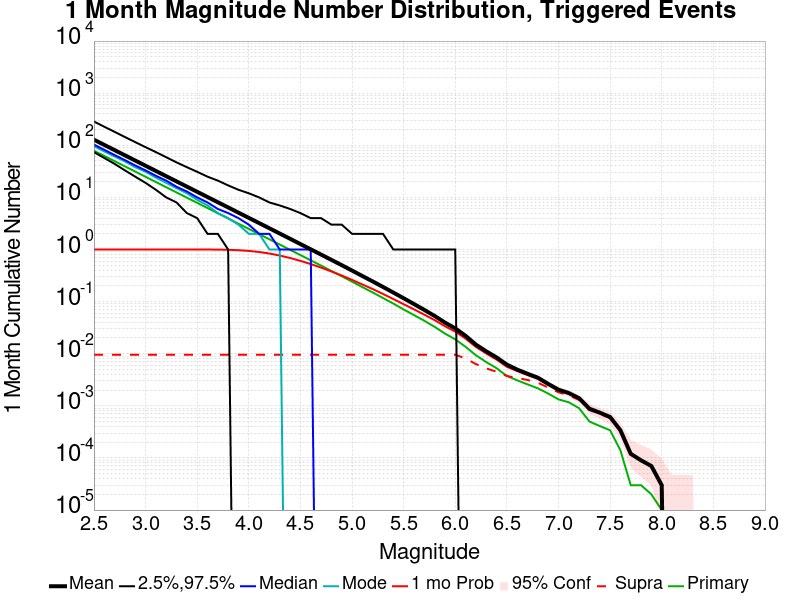 1 Month Magnitude Number Distribution, Triggered Events
1 Month Cumulative Number
10^4
10^3
10^2
10^1
10^0
10^-1
10^-2
10^-3
10^-4
10^-5
2.5 3.0 3.5 4.0 4.5 5.0 5.5 6.0 6.5 7.0 7.5 8.0 8.5 9.0
Magnitude
Mean 2.5%,97.5% Median Mode 1 mo Prob 95% Conf Supra Primary